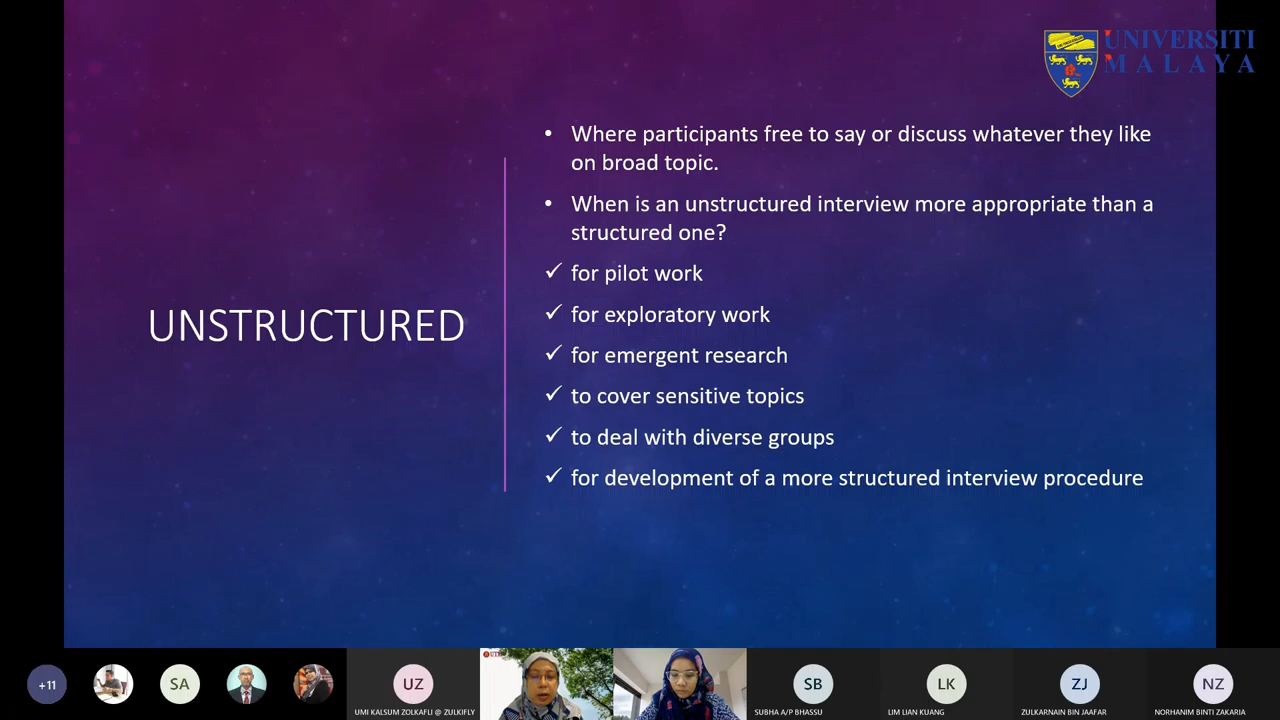 UNIVERSITI
MALAYA
UNSTRUCTURED
• Where participants free to say or discuss whatever they like
on broad topic.
• When is an unstructured interview more appropriate than a
structured one?
✓ for pilot work
✓ for exploratory work
✓ for emergent research
✓ to cover sensitive topics
✓ to deal with diverse groups
✓ for development of a more structured interview procedure
+11
SA
UZ
UMI KALSUM ZOLKAFLI @ ZULKIFLY
SB
SUBHA A/P BHASSU
LK
LIM LIAN KUANG
ZJ
ZULKARNAIN BIN JAAFAR
NZ
NORHANIM BINTI ZAKARIA